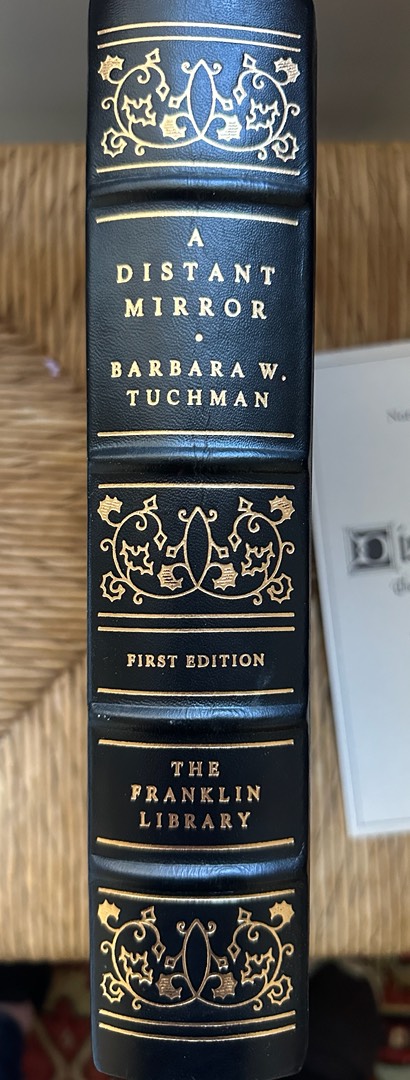 A
DISTANT
MIRROR
•
BARBARA W.
TUCHMAN
FIRST EDITION
THE
FRANKLIN
LIBRARY